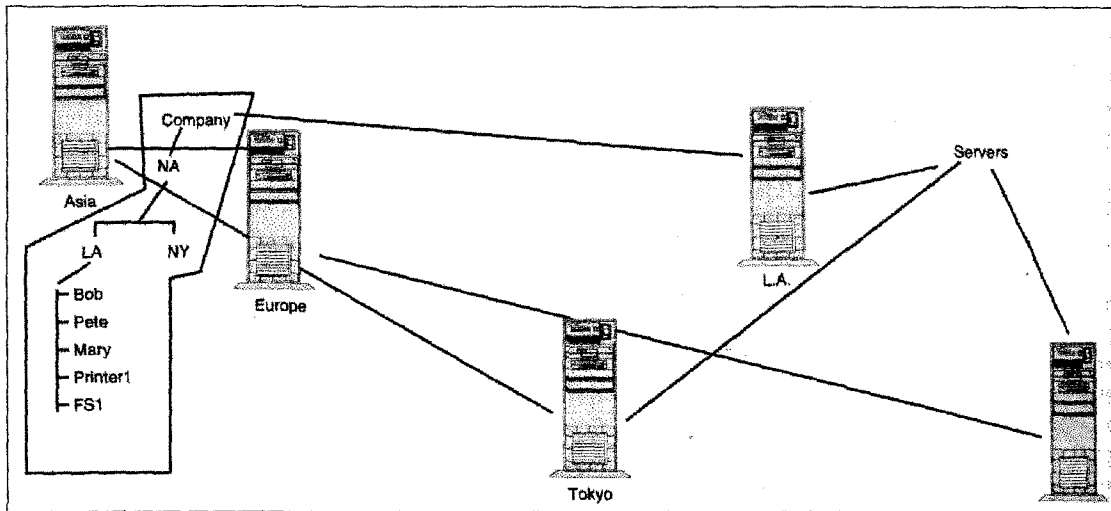 Company
Servers
NA
Asia
LA
NY
L.A.
Bob
Europe
Pete
Mary
Printer1
FS1
Tokyo